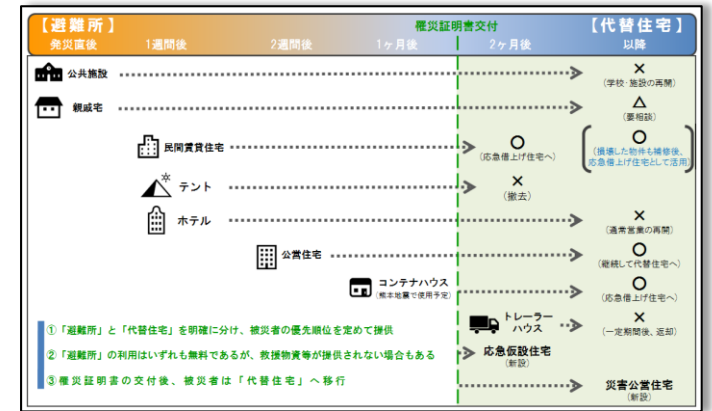 【避難所】
罹災証明書交付
【代替住宅】
発災直後 1週間後 2週間後 1ヶ月後 2ヶ月後 以降
公共施設
×
(学校・施設の再開)
親戚宅
△
(要相談)
民間賃貸住宅
○
(応急借上げ住宅へ)
○
(損壊した物件も補修後、
応急借上げ住宅として活用)
テント
×
(撤去)
ホテル
×
(通常営業の再開)
公営住宅
○
(継続して代替住宅へ)
コンテナハウス
(熊本地震で使用予定)
○
(応急借上げ住宅へ)
トレーラー
ハウス
×
(一定期間後、返却)
①「避難所」と「代替住宅」を明確に分け、被災者の優先順位を定めて提供
②「避難所」の利用はいずれも無料であるが、救援物資等が提供されない場合もある
③罹災証明書の交付後、被災者は「代替住宅」へ移行
応急仮設住宅
(新設)
災害公営住宅
(新設)